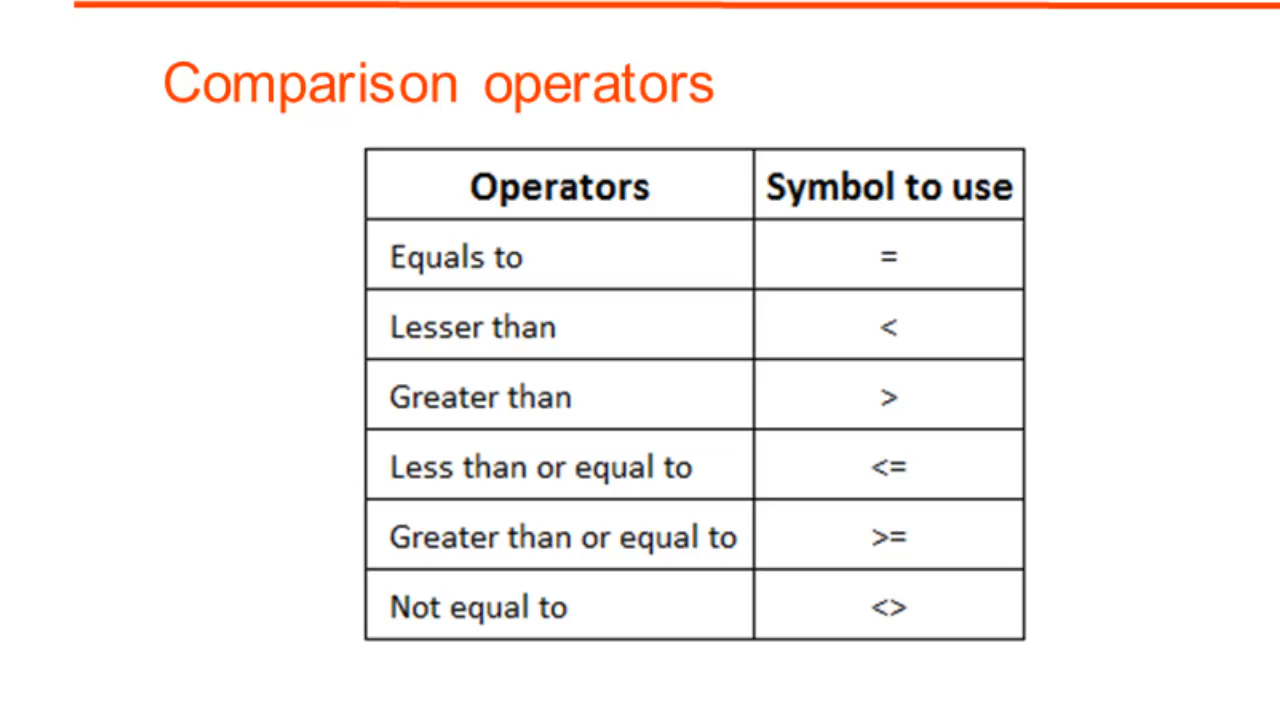 Comparison operators
Operators Symbol to use
Equals to =
Lesser than <
Greater than >
Less than or equal to <=
Greater than or equal to >=
Not equal to <>